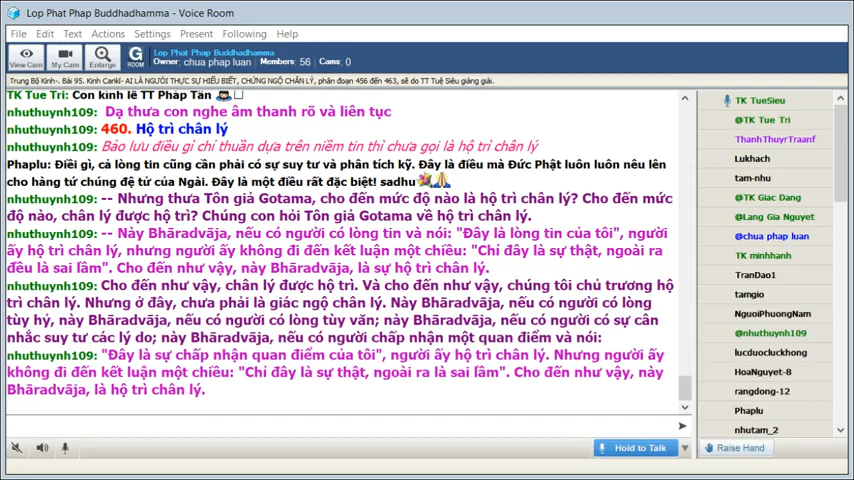 Lop Phat Phap Buddhadhamma - Voice Room
File Edit Text Actions Settings Present Following Help
View Cam My Cam Enlarge G ROOM
Lop Phat Phap Buddhadhamma
Owner: chua phap luan Members: 56 Cams: 0
Trung Bộ Kinh-. Bài 95. Kinh Canki- AI LÀ NGƯỜI THỰC SỰ HIỂU BIẾT, CHỨNG NGỘ CHÂN LÝ, phân đoạn 456 đến 463, sẽ do TT Tuệ Siêu giảng giải.
TK Tue Tri: Con kính lễ TT Pháp Tân
nhuthuynh109: Dạ thưa con nghe âm thanh rõ và liên tục
nhuthuynh109: 460. Hộ trì chân lý
nhuthuynh109: Bảo lưu điều gì chỉ thuần dựa trên niềm tin thì chưa gọi là hộ trì chân lý
Phaplu: Điều gì, cả lòng tin cũng cần phải có sự suy tư và phân tích kỹ. Đây là điều mà Đức Phật luôn luôn nêu lên
cho hàng tứ chúng đệ tử của Ngài. Đây là một điều rất đặc biệt! sadhu
nhuthuynh109: -- Nhưng thưa Tôn giả Gotama, cho đến mức độ nào là hộ trì chân lý? Cho đến mức
độ nào, chân lý được hộ trì? Chúng con hỏi Tôn giả Gotama về hộ trì chân lý.
nhuthuynh109: -- Này Bhāradvāja, nếu có người có lòng tin và nói: "Đây là lòng tin của tôi", người
ấy hộ trì chân lý, nhưng người ấy không đi đến kết luận một chiều: "Chỉ đây là sự thật, ngoài ra
đều là sai lầm". Cho đến như vậy, này Bhāradvāja, là sự hộ trì chân lý.
nhuthuynh109: Cho đến như vậy, chân lý được hộ trì. Và cho đến như vậy, chúng tôi chủ trương hộ
trì chân lý. Nhưng ở đây, chưa phải là giác ngộ chân lý. Này Bhāradvāja, nếu có người có lòng
tùy hỷ, này Bhāradvāja, nếu có người có lòng tùy văn; này Bhāradvāja, nếu có người có sự cân
nhắc suy tư các lý do; này Bhāradvāja, nếu có người chấp nhận một quan điểm và nói:
nhuthuynh109: "Đây là sự chấp nhận quan điểm của tôi", người ấy hộ trì chân lý. Nhưng người ấy
không đi đến kết luận một chiều: "Chỉ đây là sự thật, ngoài ra là sai lầm". Cho đến như vậy, này
Bhāradvāja, là hộ trì chân lý.
TK TueSieu
@TK Tue Tri
ThanhThuyrTraanf
Lukhach
tam-nhu
@TK Giac Dang
@Lang Gia Nguyet
@chua phap luan
TK minhhanh
TranDao1
tamgio
NguoiPhuongNam
@nhuthuynh109
lucduocluckhong
HoaNguyet-8
rangdong-12
Phaplu
nhutam_2
Hold to Talk
Raise Hand